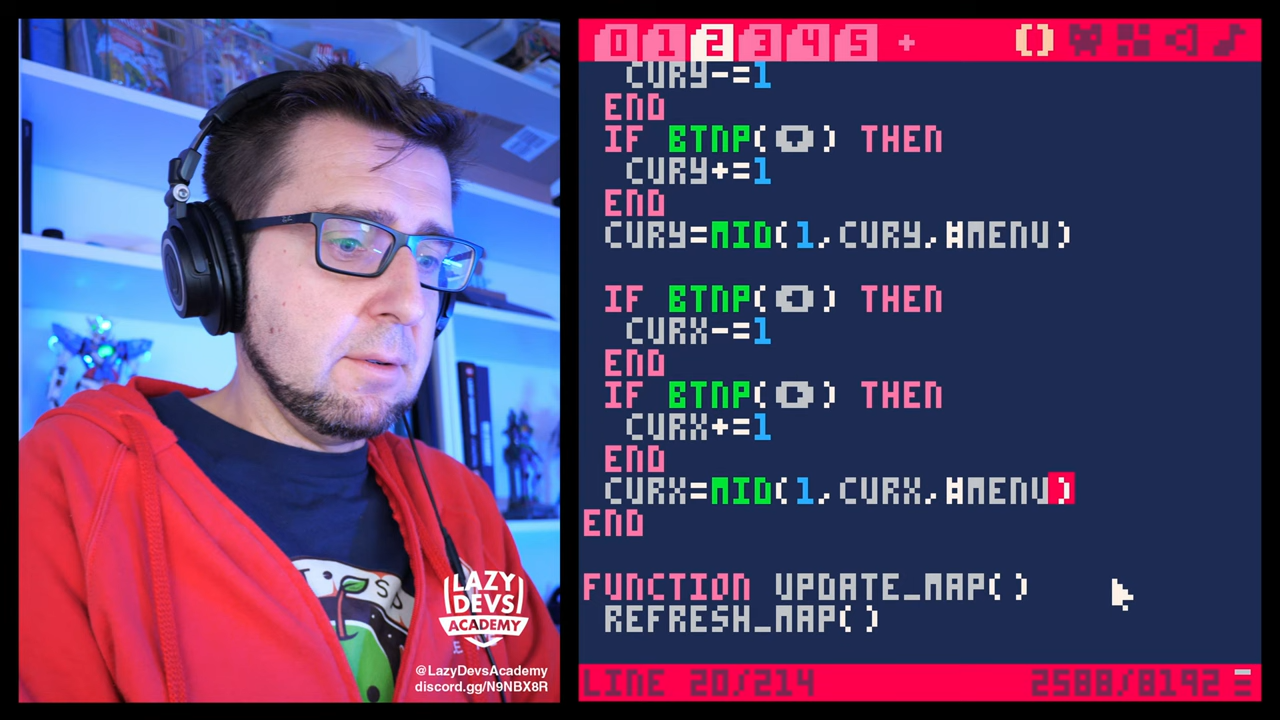 0 1 2 3 4 5 + ()
CURY-=1
END
IF BTNP(⬇️) THEN
CURY+=1
END
CURY=MID(1,CURY,#MENU)
IF BTNP(⬅️) THEN
CURX-=1
END
IF BTNP(➡️) THEN
CURX+=1
END
CURX=MID(1,CURX,#MENU)
END
FUNCTION UPDATE_MAP()
REFRESH_MAP()
LINE 20/214 2588/8192
LAZY
DEVS
ACADEMY
@LazyDevsAcademy
discord.gg/N9NBX8R